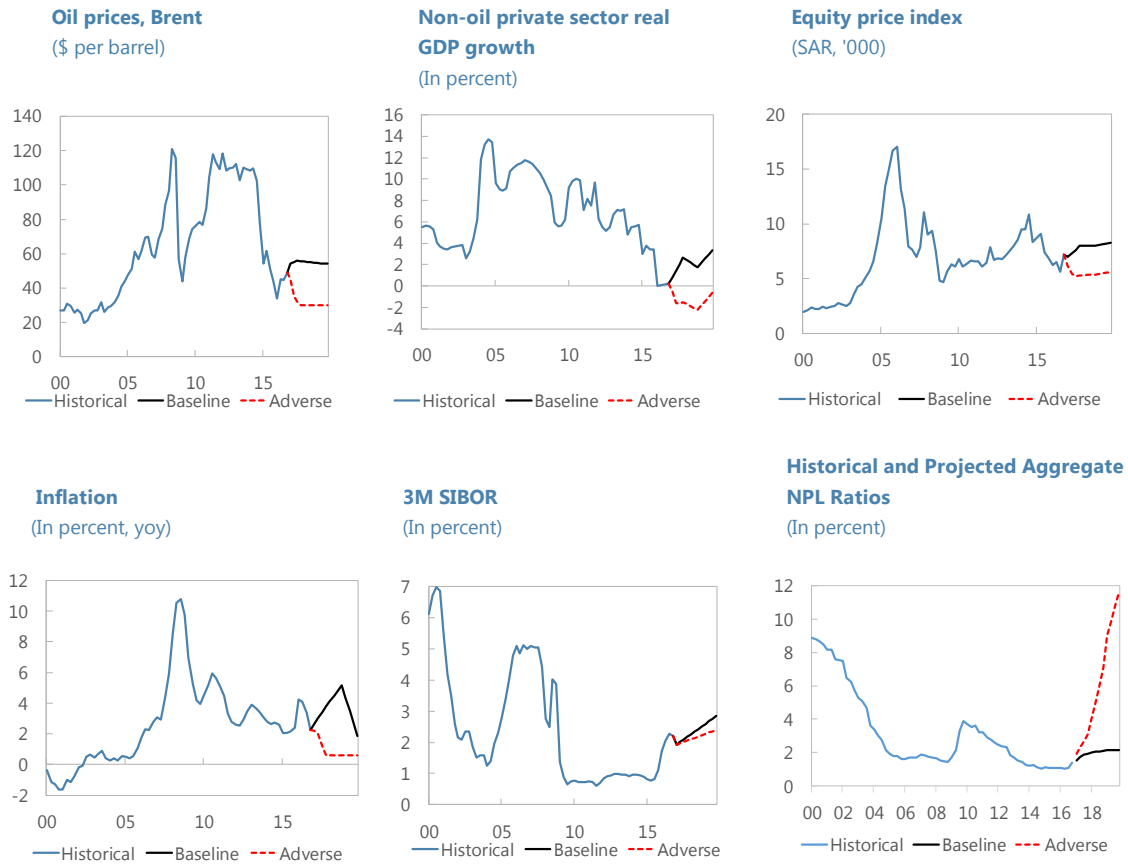 Oil prices, Brent
($ per barrel)
140
120
100
80
60
40
20
0
00 05 10 15
Historical Baseline Adverse
Non-oil private sector real
GDP growth
(In percent)
16
14
12
10
8
6
4
2
0
-2
-4
00 05 10 15
Historical Baseline Adverse
Equity price index
(SAR, '000)
20
15
10
5
0
00 05 10 15
Historical Baseline Adverse
Inflation
(In percent, yoy)
12
10
8
6
4
2
0
-2
00 05 10 15
Historical Baseline Adverse
3M SIBOR
(In percent)
7
6
5
4
3
2
1
0
00 05 10 15
Historical Baseline Adverse
Historical and Projected Aggregate
NPL Ratios
(In percent)
12
10
8
6
4
2
0
00 02 04 06 08 10 12 14 16 18
Historical Baseline Adverse